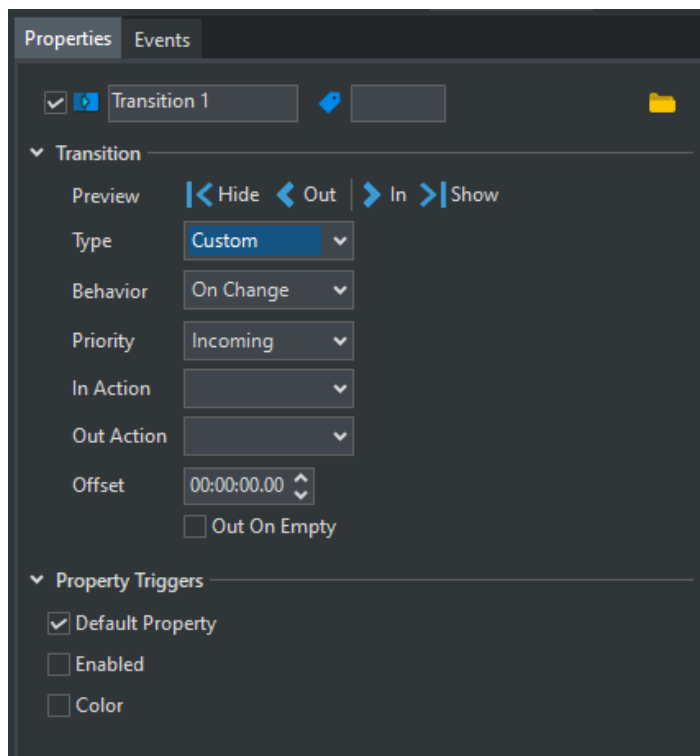 Properties Events
Transition 1
Transition
Preview Hide Out In Show
Type Custom
Behavior On Change
Priority Incoming
In Action
Out Action
Offset 00:00:00.00
Out On Empty
Property Triggers
Default Property
Enabled
Color